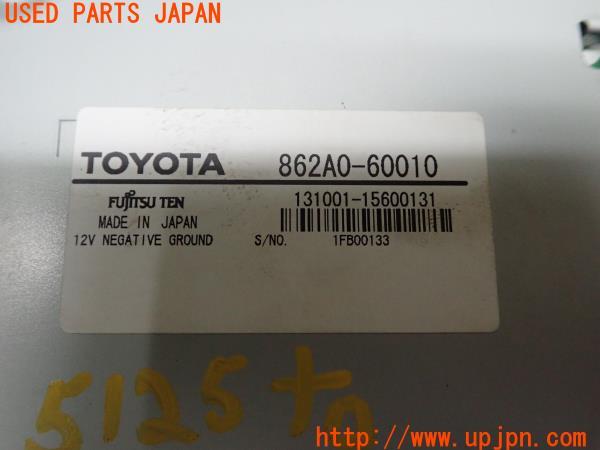 USED PARTS JAPAN
TOYOTA 862A0-60010
FUJITSU TEN 131001-15600131
MADE IN JAPAN
12V NEGATIVE GROUND S/NO. 1FB00133
5125
http://www.upjpn.com